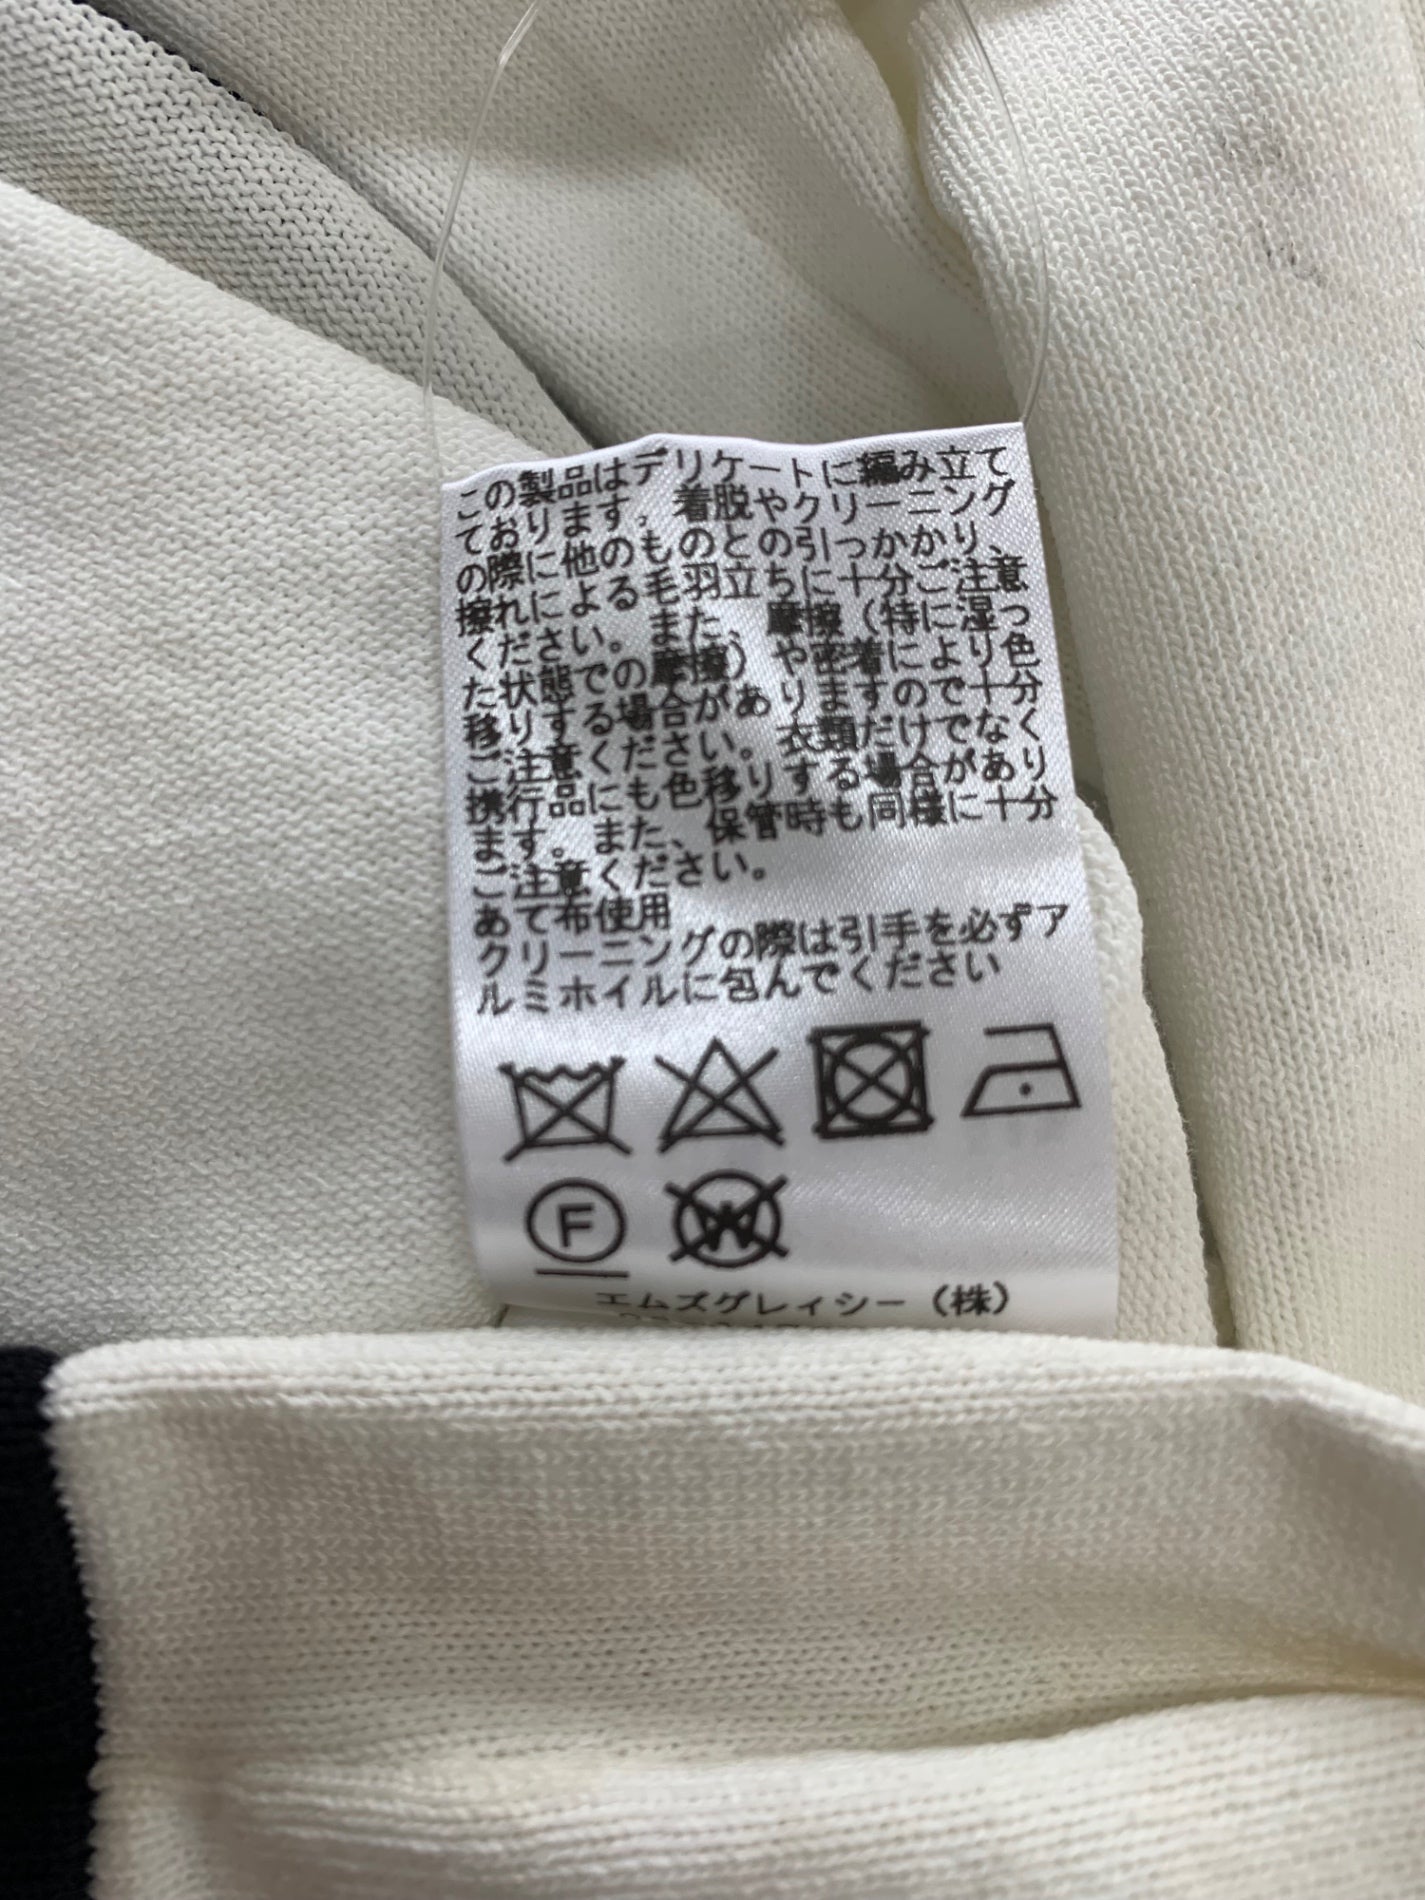 この製品はデリケートに編み立て
ております。着脱やクリーニング
の際に他のものとの引っかかり、
擦れによる毛羽立ちに十分ご注意
ください。また、摩擦(特に湿っ
た状態での摩擦)や密着により色
移りする場合がありますので十分
ご注意ください。衣類だけでなく
携行品にも色移りする場合があり
ます。また、保管時も同様に十分
ご注意ください。
あて布使用
クリーニングの際は引手を必ずア
ルミホイルに包んでください
F W
エムズグレィシー（株）